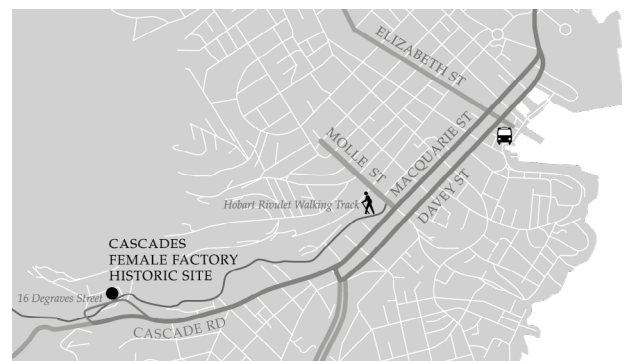 ELIZABETH ST
MACQUARIE ST
MOLLE ST
DAVEY ST
Hobart Rivulet Walking Track
CASCADES
FEMALE FACTORY
HISTORIC SITE
16 Degraves Street
CASCADE RD